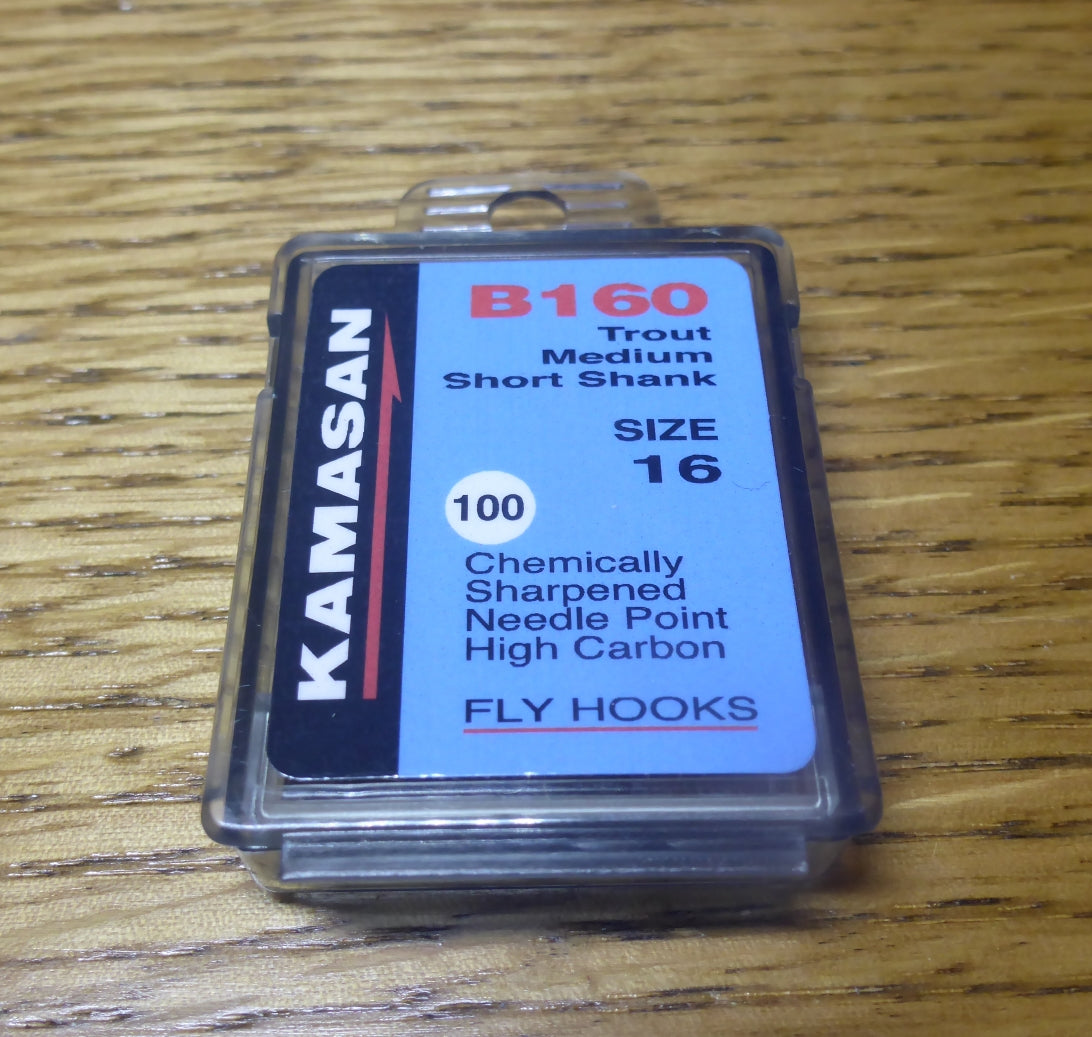 KAMASAN
B160
Trout
Medium
Short Shank
SIZE
16
100
Chemically
Sharpened
Needle Point
High Carbon
FLY HOOKS